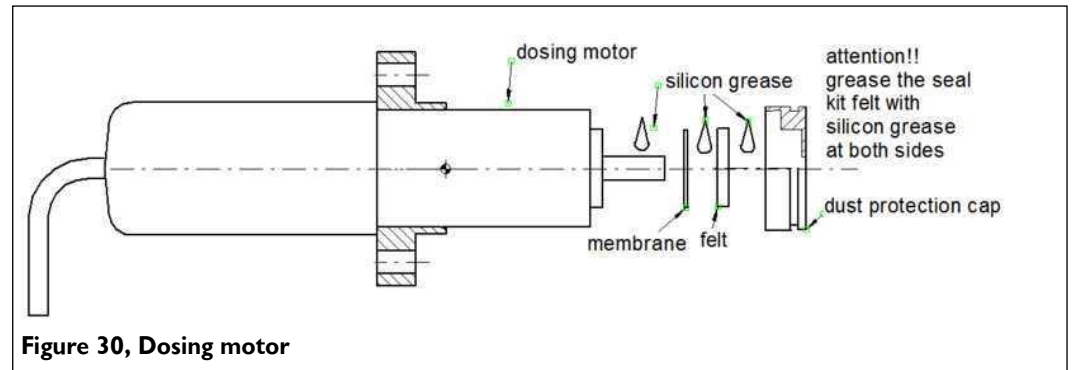 dosing motor
silicon grease
attention!!
grease the seal
kit felt with
silicon grease
at both sides
membrane
felt
dust protection cap
Figure 30, Dosing motor